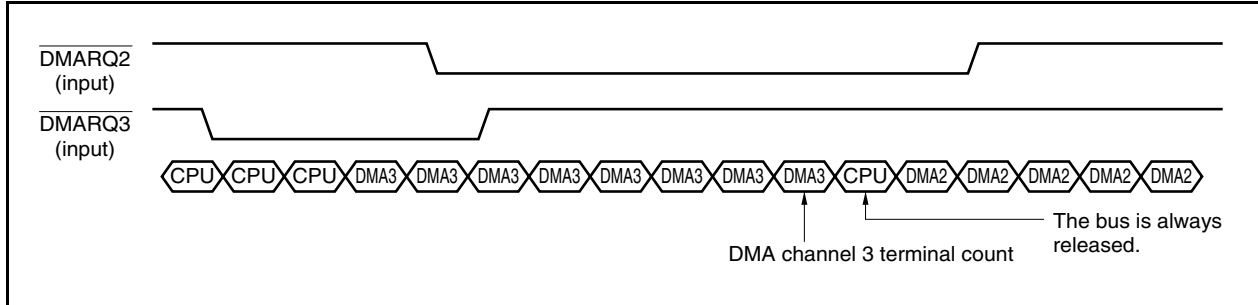 DMARQ2
(input)
DMARQ3
(input)
CPU CPU CPU DMA3 DMA3 DMA3 DMA3 DMA3 DMA3 DMA3 DMA3 CPU DMA2 DMA2 DMA2 DMA2 DMA2
The bus is always
released.
DMA channel 3 terminal count